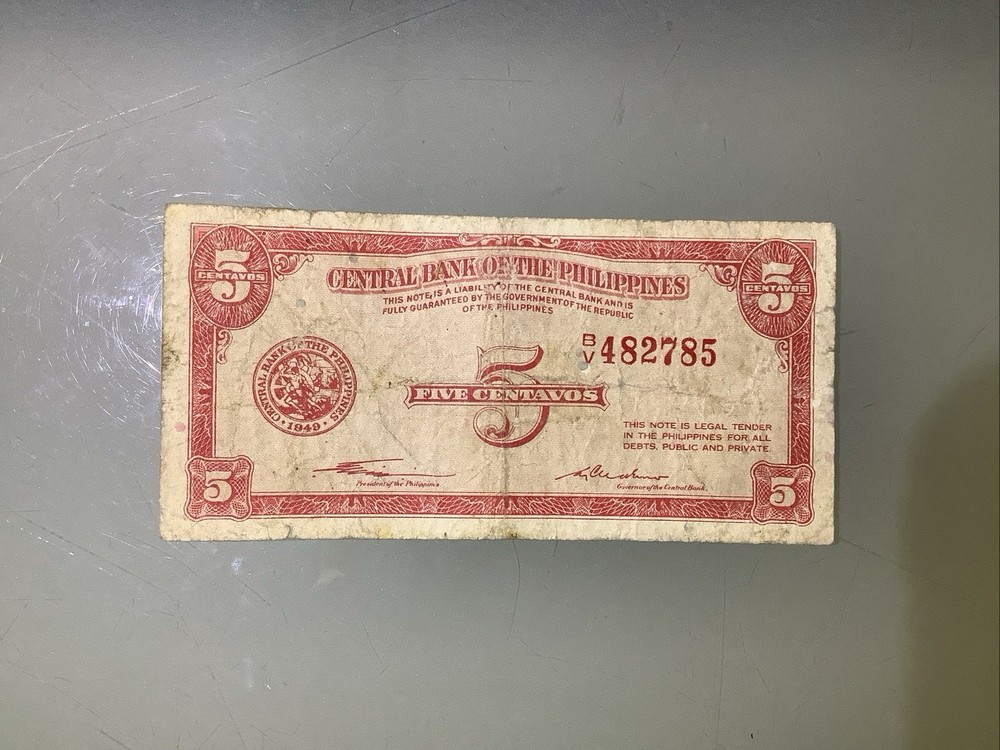 5
CENTAVOS
5
CENTAVOS
CENTRAL BANK OF THE PHILIPPINES
THIS NOTE IS A LIABILITY OF THE CENTRAL BANK AND IS
FULLY GUARANTEED BY THE GOVERNMENT OF THE REPUBLIC
OF THE PHILIPPINES
B/V 482785
CENTRAL BANK OF THE PHILIPPINES
· 1949 ·
5
FIVE CENTAVOS
THIS NOTE IS LEGAL TENDER
IN THE PHILIPPINES FOR ALL
DEBTS, PUBLIC AND PRIVATE.
President of the Philippines
Governor of the Central Bank.
5
5